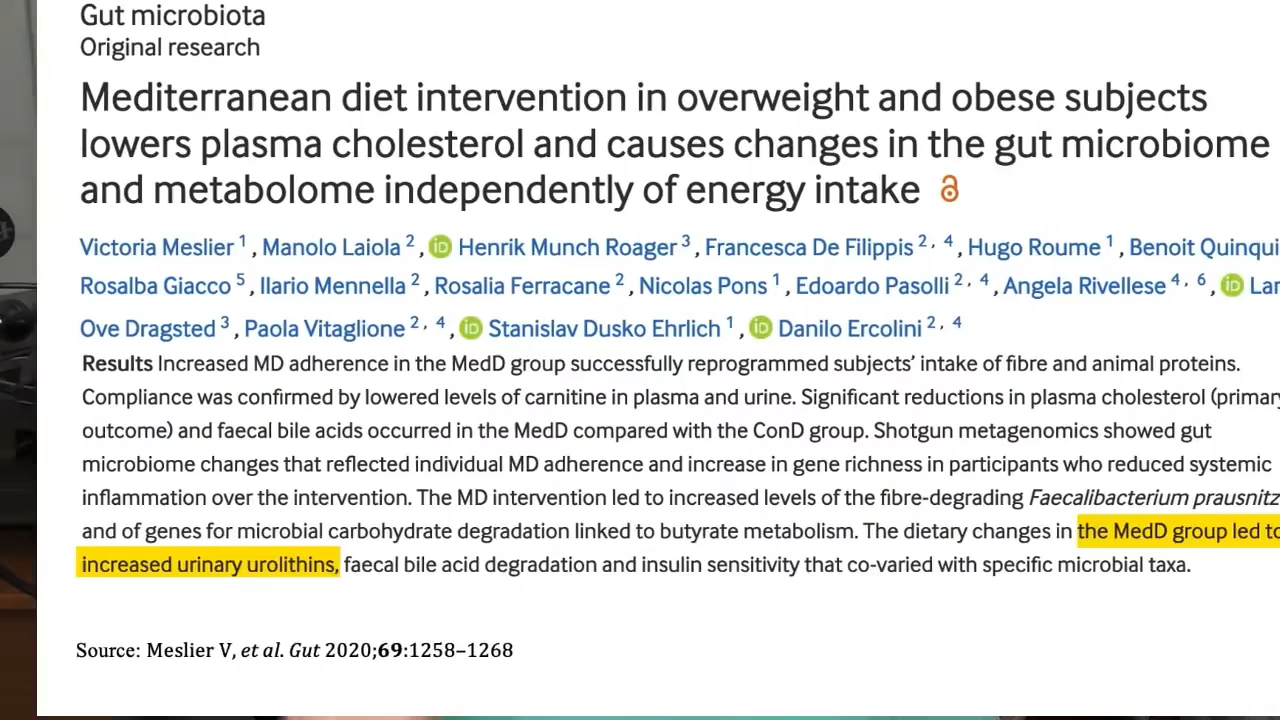 Gut microbiota
Original research
Mediterranean diet intervention in overweight and obese subjects
lowers plasma cholesterol and causes changes in the gut microbiome
and metabolome independently of energy intake
Victoria Meslier 1, Manolo Laiola 2, iD Henrik Munch Roager 3, Francesca De Filippis 2, 4, Hugo Roume 1, Benoit Quinqui
Rosalba Giacco 5, Ilario Mennella 2, Rosalia Ferracane 2, Nicolas Pons 1, Edoardo Pasolli 2, 4, Angela Rivellese 4, 6, iD Lar
Ove Dragsted 3, Paola Vitaglione 2, 4, iD Stanislav Dusko Ehrlich 1, iD Danilo Ercolini 2, 4
Results Increased MD adherence in the MedD group successfully reprogrammed subjects' intake of fibre and animal proteins.
Compliance was confirmed by lowered levels of carnitine in plasma and urine. Significant reductions in plasma cholesterol (primary
outcome) and faecal bile acids occurred in the MedD compared with the ConD group. Shotgun metagenomics showed gut
microbiome changes that reflected individual MD adherence and increase in gene richness in participants who reduced systemic
inflammation over the intervention. The MD intervention led to increased levels of the fibre-degrading Faecalibacterium prausnitz
and of genes for microbial carbohydrate degradation linked to butyrate metabolism. The dietary changes in the MedD group led to
increased urinary urolithins, faecal bile acid degradation and insulin sensitivity that co-varied with specific microbial taxa.
Source: Meslier V, et al. Gut 2020;69:1258–1268